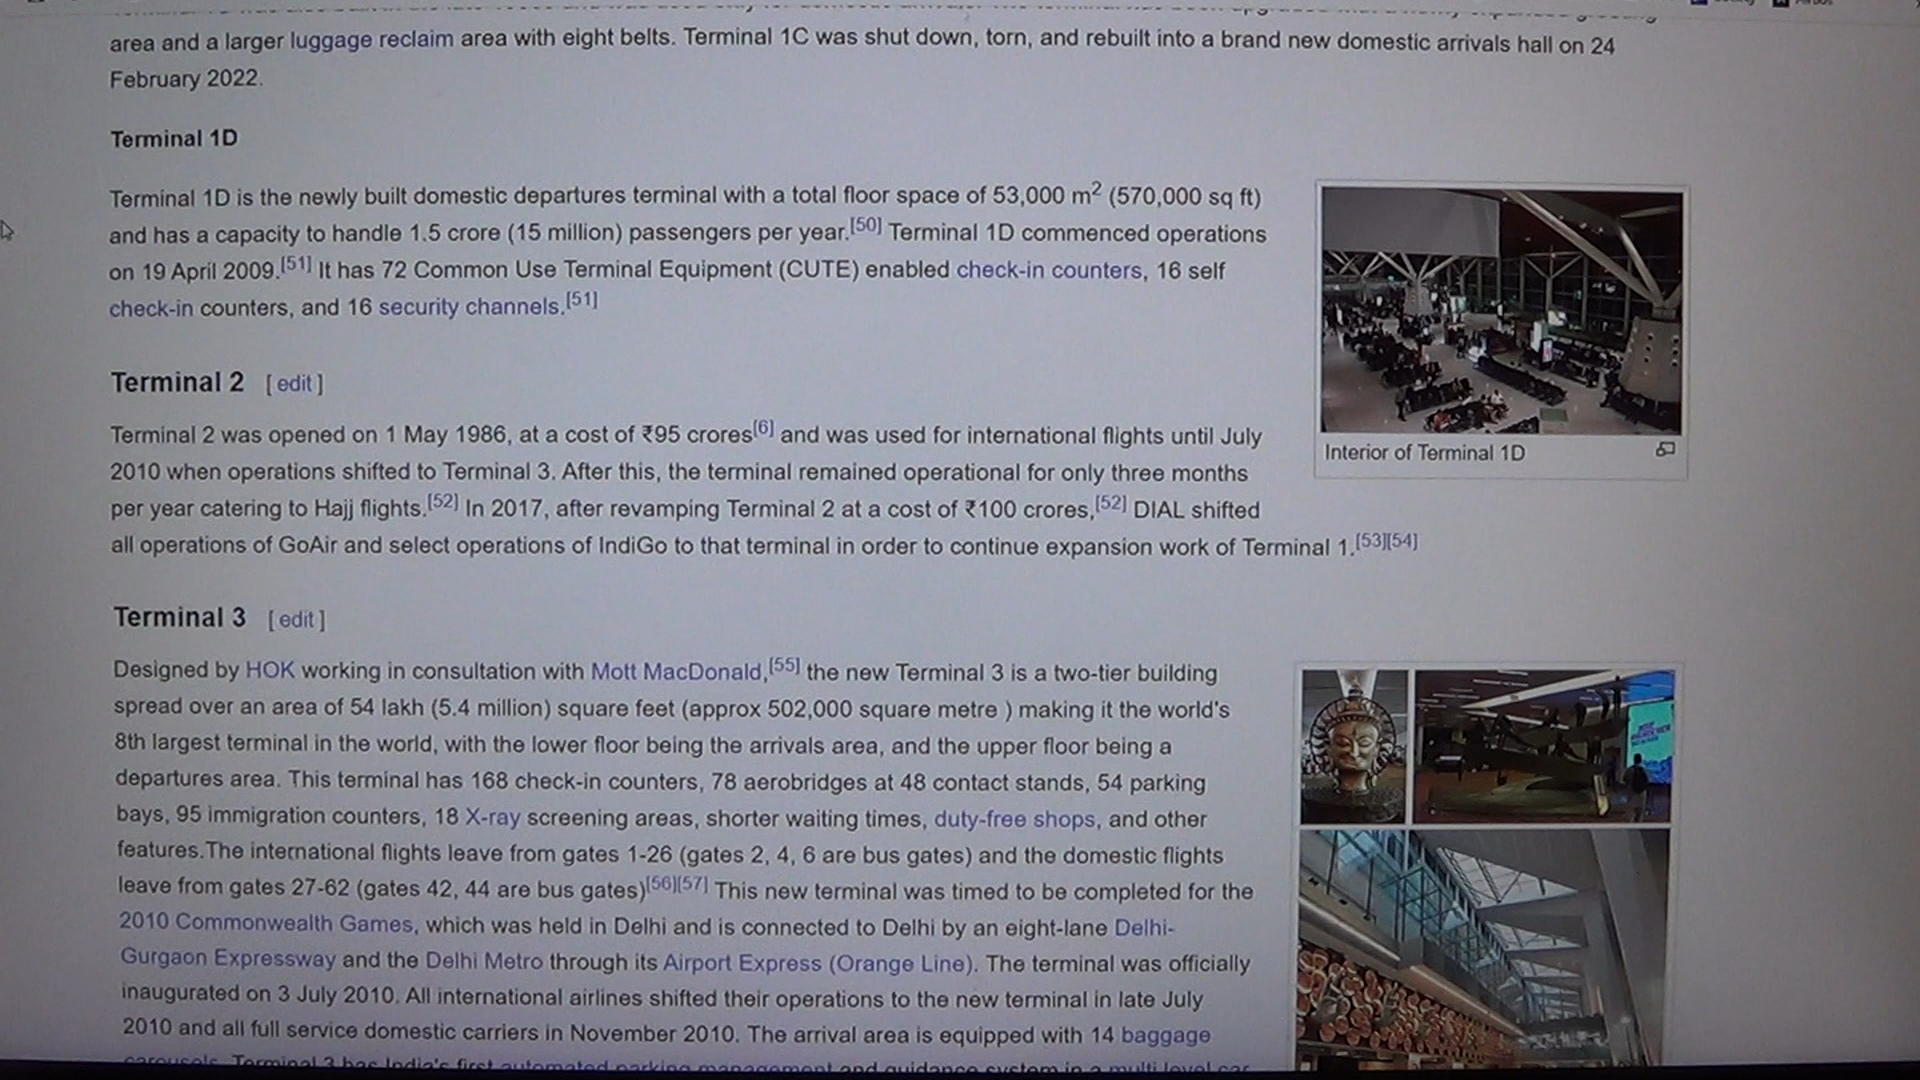 area and a larger luggage reclaim area with eight belts. Terminal 1C was shut down, torn, and rebuilt into a brand new domestic arrivals hall on 24
February 2022.
Terminal 1D
Terminal 1D is the newly built domestic departures terminal with a total floor space of 53,000 m² (570,000 sq ft)
and has a capacity to handle 1.5 crore (15 million) passengers per year.[50] Terminal 1D commenced operations
on 19 April 2009.[51] It has 72 Common Use Terminal Equipment (CUTE) enabled check-in counters, 16 self
check-in counters, and 16 security channels.[51]
Interior of Terminal 1D
Terminal 2 [ edit ]
Terminal 2 was opened on 1 May 1986, at a cost of ₹95 crores[6] and was used for international flights until July
2010 when operations shifted to Terminal 3. After this, the terminal remained operational for only three months
per year catering to Hajj flights.[52] In 2017, after revamping Terminal 2 at a cost of ₹100 crores,[52] DIAL shifted
all operations of GoAir and select operations of IndiGo to that terminal in order to continue expansion work of Terminal 1.[53][54]
Terminal 3 [ edit ]
Designed by HOK working in consultation with Mott MacDonald,[55] the new Terminal 3 is a two-tier building
spread over an area of 54 lakh (5.4 million) square feet (approx 502,000 square metre ) making it the world's
8th largest terminal in the world, with the lower floor being the arrivals area, and the upper floor being a
departures area. This terminal has 168 check-in counters, 78 aerobridges at 48 contact stands, 54 parking
bays, 95 immigration counters, 18 X-ray screening areas, shorter waiting times, duty-free shops, and other
features.The international flights leave from gates 1-26 (gates 2, 4, 6 are bus gates) and the domestic flights
leave from gates 27-62 (gates 42, 44 are bus gates)[56][57] This new terminal was timed to be completed for the
2010 Commonwealth Games, which was held in Delhi and is connected to Delhi by an eight-lane Delhi-
Gurgaon Expressway and the Delhi Metro through its Airport Express (Orange Line). The terminal was officially
inaugurated on 3 July 2010. All international airlines shifted their operations to the new terminal in late July
2010 and all full service domestic carriers in November 2010. The arrival area is equipped with 14 baggage
carousels. Terminal 3 has India's first automated parking management and guidance system in a multi level car